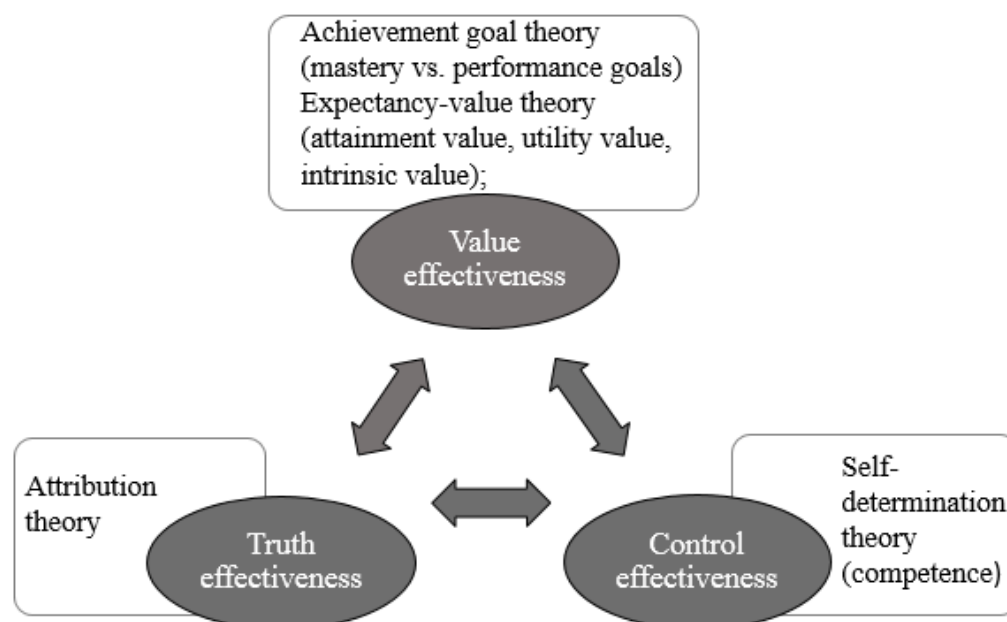 Achievement goal theory
(mastery vs. performance goals)
Expectancy-value theory
(attainment value, utility value,
intrinsic value);
Value
effectiveness
Attribution
theory
Truth
effectiveness
Control
effectiveness
Self-
determination
theory
(competence)